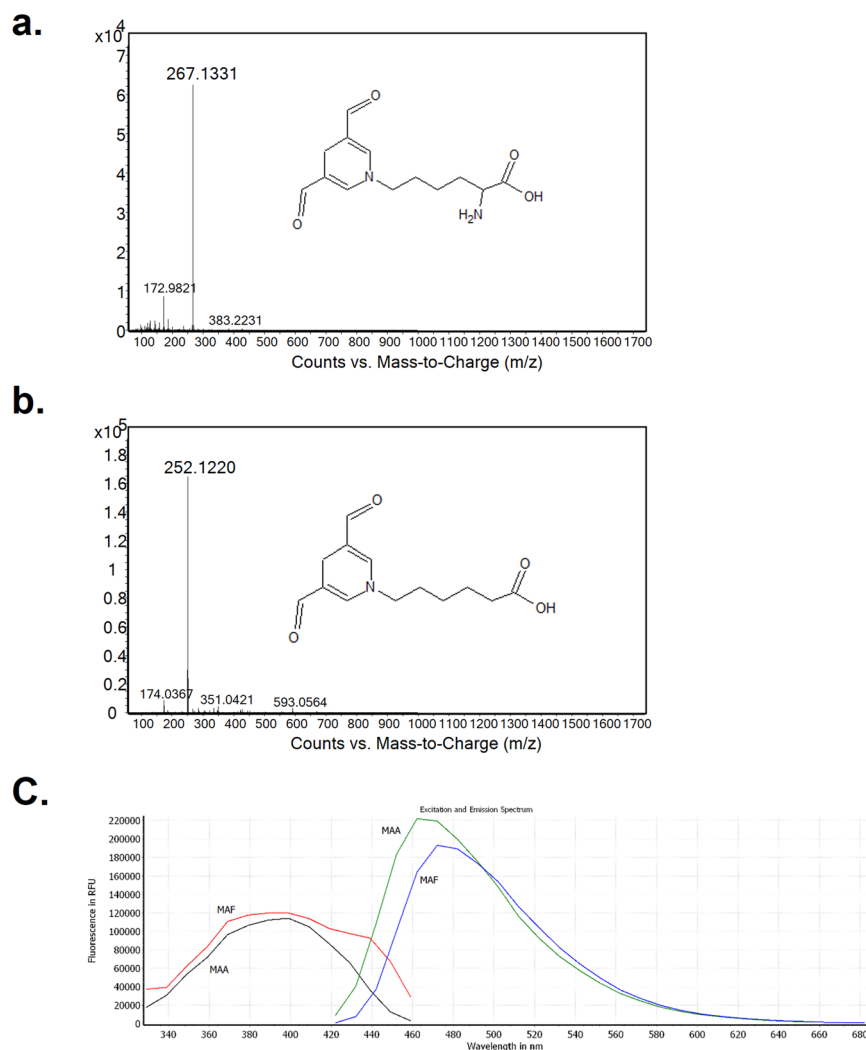 a.
x10 4
7
6
5
4
3
2
1
0
267.1331
172.9821
383.2231
O
O
N
H₂N
O
OH
100 200 300 400 500 600 700 800 900 1000 1100 1200 1300 1400 1500 1600 1700
Counts vs. Mass-to-Charge (m/z)
b.
x10 5
1.8
1.6
1.4
1.2
1
0.8
0.6
0.4
0.2
0
252.1220
174.0367
351.0421
593.0564
O
O
N
O
OH
100 200 300 400 500 600 700 800 900 1000 1100 1200 1300 1400 1500 1600 1700
Counts vs. Mass-to-Charge (m/z)
C.
Excitation and Emission Spectrum
Fluorescence in RFU
220000
200000
180000
160000
140000
120000
100000
80000
60000
40000
20000
0
MAA
MAF
MAF
MAA
340 360 380 400 420 440 460 480 500 520 540 560 580 600 620 640 660 680
Wavelength in nm